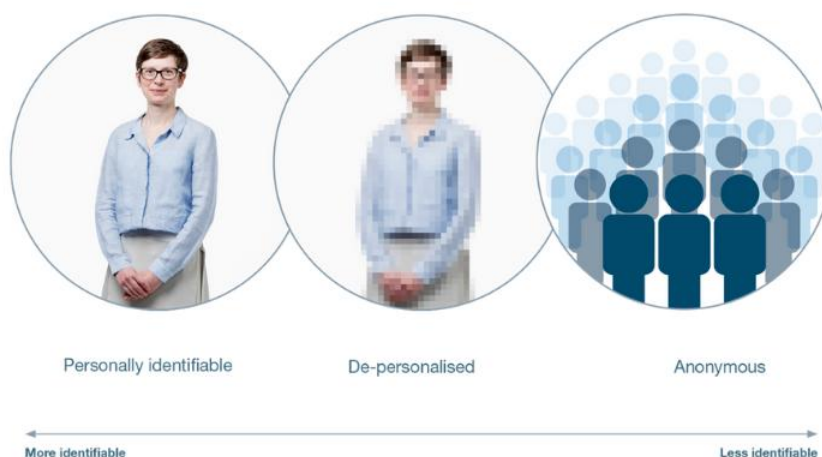 Personally identifiable
De-personalised
Anonymous
More identifiable
Less identifiable